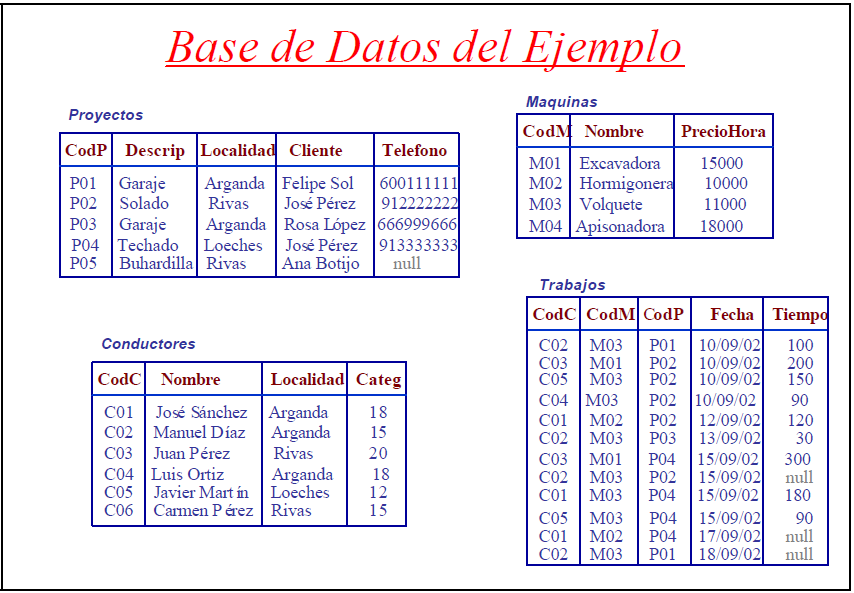 Base de Datos del Ejemplo
Proyectos
CodP Descrip Localidad Cliente Telefono
P01 Garaje Arganda Felipe Sol 600111111
P02 Solado Rivas José Pérez 912222222
P03 Garaje Arganda Rosa López 666999666
P04 Techado Loeches José Pérez 913333333
P05 Buhardilla Rivas Ana Botijo null
Maquinas
CodM Nombre PrecioHora
M01 Excavadora 15000
M02 Hormigonera 10000
M03 Volquete 11000
M04 Apisonadora 18000
Conductores
CodC Nombre Localidad Categ
C01 José Sánchez Arganda 18
C02 Manuel Díaz Arganda 15
C03 Juan Pérez Rivas 20
C04 Luis Ortiz Arganda 18
C05 Javier Martín Loeches 12
C06 Carmen Pérez Rivas 15
Trabajos
CodC CodM CodP Fecha Tiempo
C02 M03 P01 10/09/02 100
C03 M01 P02 10/09/02 200
C05 M03 P02 10/09/02 150
C04 M03 P02 10/09/02 90
C01 M02 P02 12/09/02 120
C02 M03 P03 13/09/02 30
C03 M01 P04 15/09/02 300
C02 M03 P02 15/09/02 null
C01 M03 P04 15/09/02 180
C05 M03 P04 15/09/02 90
C01 M02 P04 17/09/02 null
C02 M03 P01 18/09/02 null